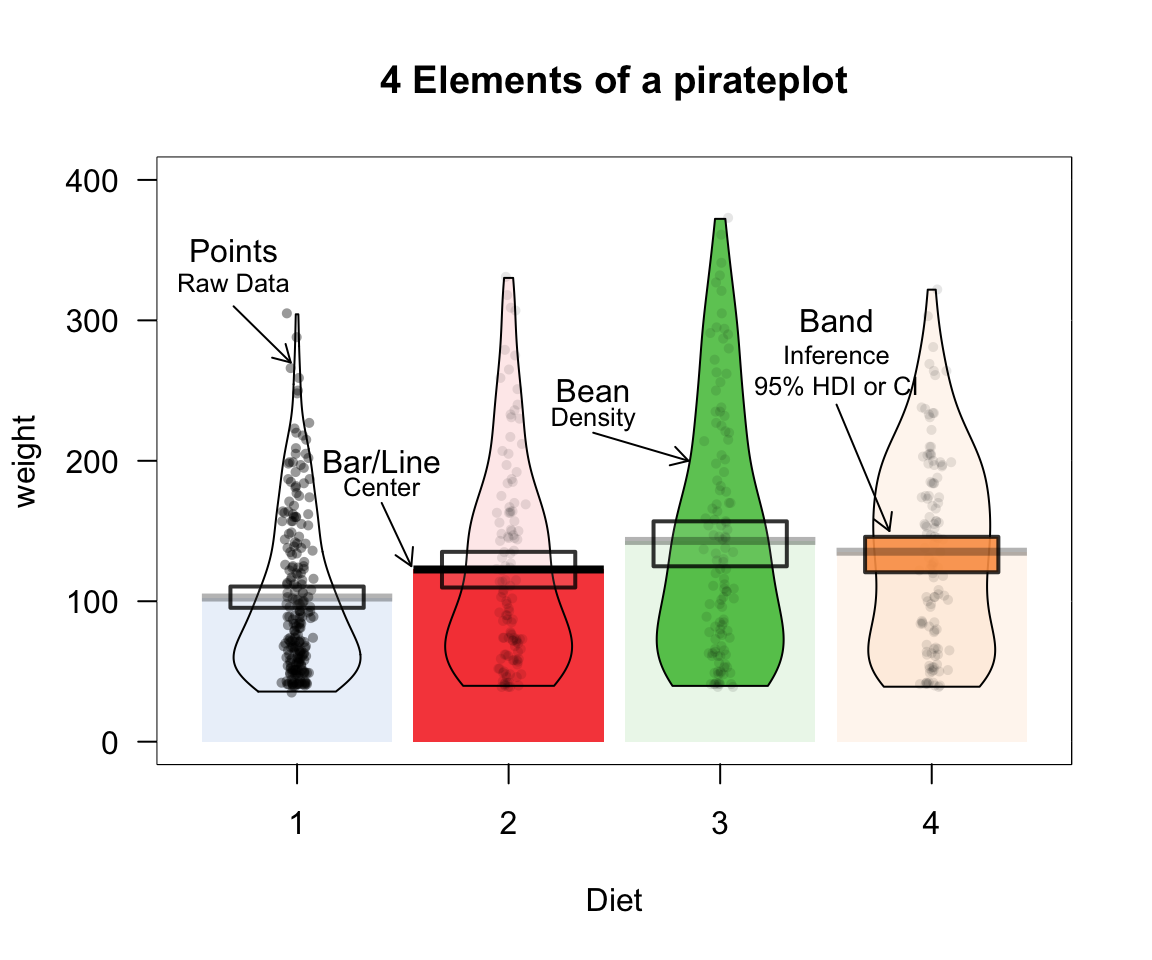 4 Elements of a pirateplot
400
300
200
100
0
weight
Points
Raw Data
Bar/Line
Center
Bean
Density
Band
Inference
95% HDI or CI
1
2
3
4
Diet